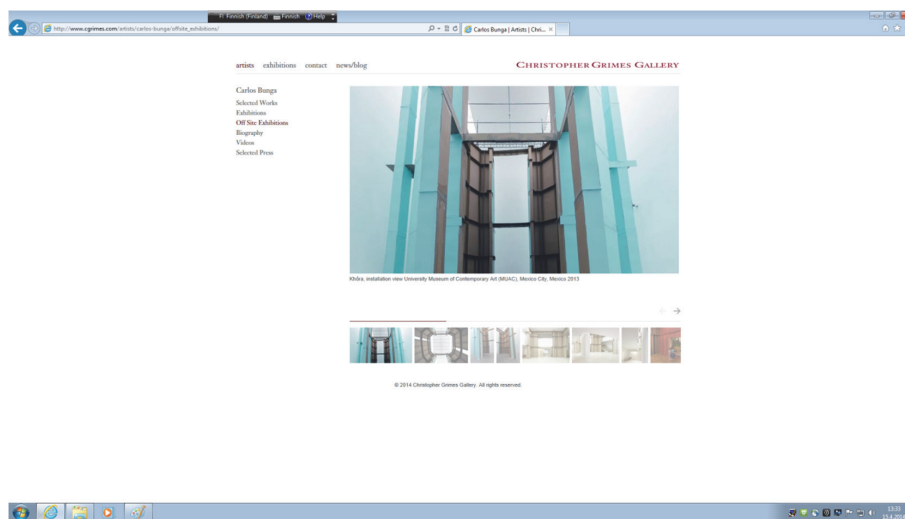 FI Finnish (Finland) Finnish Help
http://www.cgrimes.com/artists/carlos-bunga/offsite_exhibitions/
Carlos Bunga | Artists | Chri...
artists exhibitions contact news/blog
CHRISTOPHER GRIMES GALLERY
Carlos Bunga
Selected Works
Exhibitions
Off Site Exhibitions
Biography
Videos
Selected Press
Khôra, installation view University Museum of Contemporary Art (MUAC), Mexico City, Mexico 2013
© 2014 Christopher Grimes Gallery. All rights reserved.
13:31